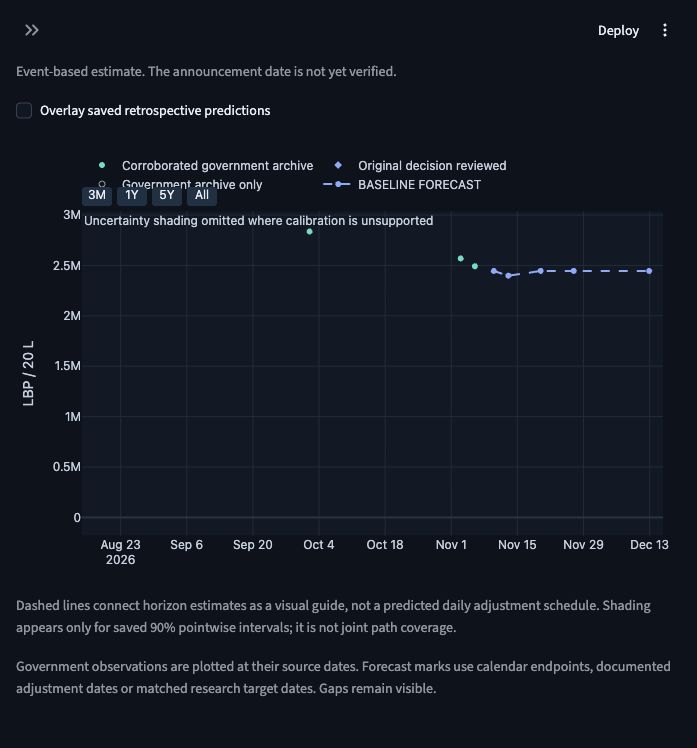 Deploy
Event-based estimate. The announcement date is not yet verified.
Overlay saved retrospective predictions
Corroborated government archive
Original decision reviewed
Government archive only
BASELINE FORECAST
3M 1Y 5Y All
Uncertainty shading omitted where calibration is unsupported
3M
2.5M
2M
1.5M
1M
0.5M
0
LBP / 20 L
Aug 23 Sep 6 Sep 20 Oct 4 Oct 18 Nov 1 Nov 15 Nov 29 Dec 13
2026
Dashed lines connect horizon estimates as a visual guide, not a predicted daily adjustment schedule. Shading
appears only for saved 90% pointwise intervals; it is not joint path coverage.
Government observations are plotted at their source dates. Forecast marks use calendar endpoints, documented
adjustment dates or matched research target dates. Gaps remain visible.